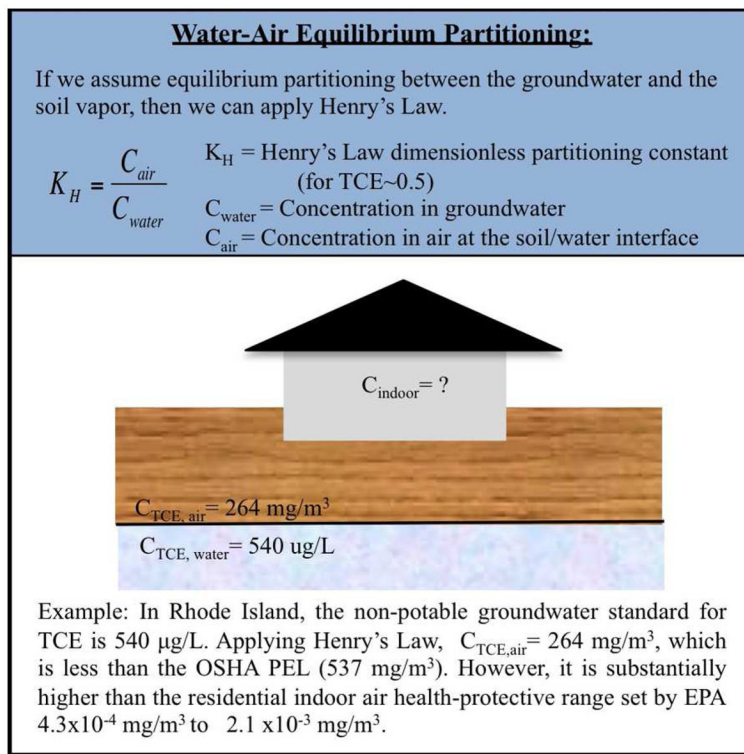 Water-Air Equilibrium Partitioning:
If we assume equilibrium partitioning between the groundwater and the
soil vapor, then we can apply Henry’s Law.
K_H = C_air / C_water
K_H = Henry’s Law dimensionless partitioning constant
(for TCE~0.5)
C_water = Concentration in groundwater
C_air = Concentration in air at the soil/water interface
C_indoor = ?
C_TCE, air = 264 mg/m³
C_TCE, water = 540 ug/L
Example: In Rhode Island, the non-potable groundwater standard for
TCE is 540 μg/L. Applying Henry’s Law, C_TCE,air = 264 mg/m³, which
is less than the OSHA PEL (537 mg/m³). However, it is substantially
higher than the residential indoor air health-protective range set by EPA
4.3x10⁻⁴ mg/m³ to 2.1 x10⁻³ mg/m³.